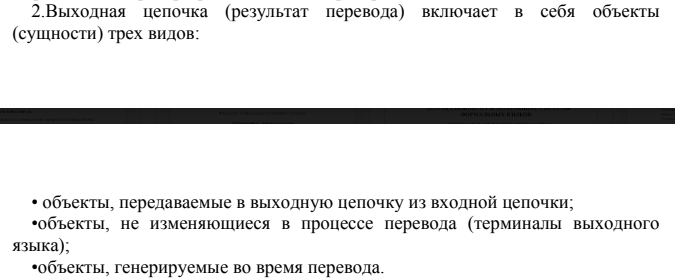 2.Выходная цепочка (результат перевода) включает в себя объекты
(сущности) трех видов:
• объекты, передаваемые в выходную цепочку из входной цепочки;
•объекты, не изменяющиеся в процессе перевода (терминалы выходного
языка);
•объекты, генерируемые во время перевода.